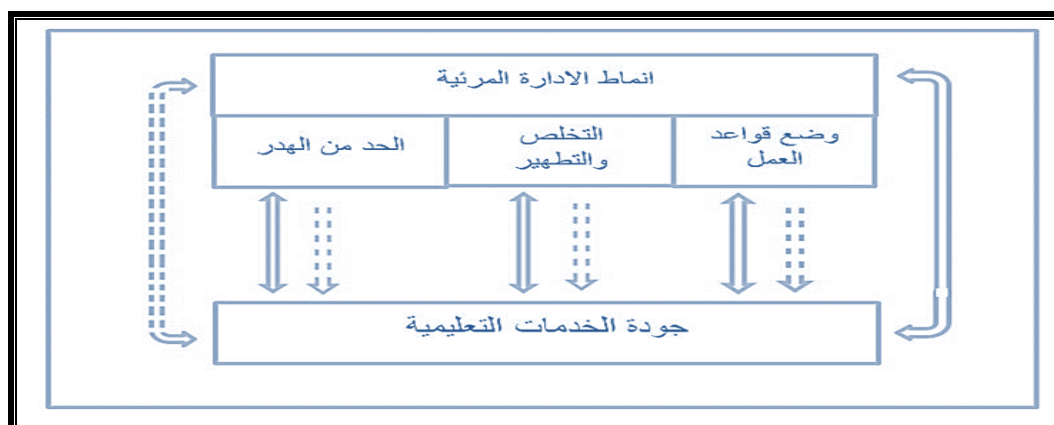 انماط الادارة المرئية
وضع قواعد
العمل
التخلص
والتطهير
الحد من الهدر
جودة الخدمات التعليمية